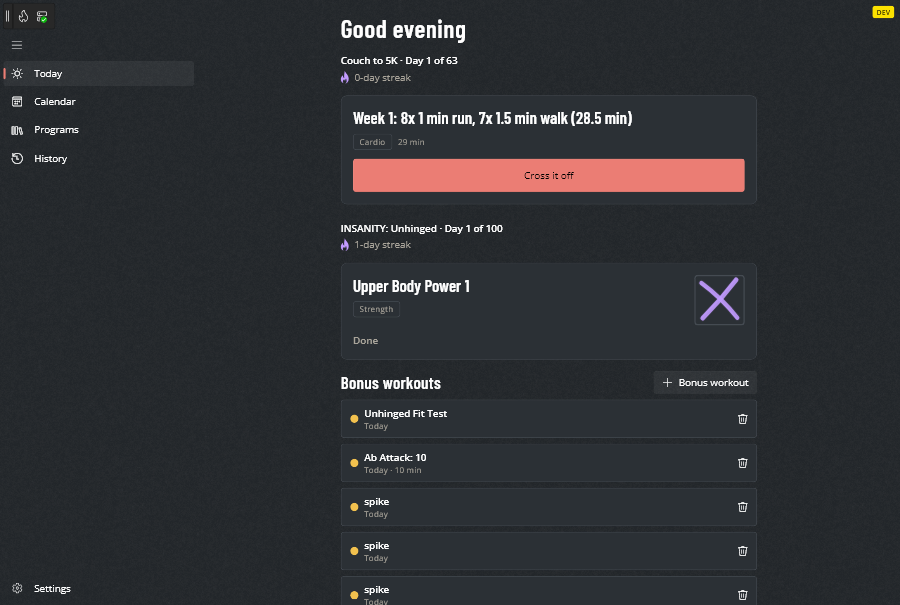 DEV
Good evening
Today
Calendar
Programs
History
Couch to 5K · Day 1 of 63
0-day streak
Week 1: 8x 1 min run, 7x 1.5 min walk (28.5 min)
Cardio 29 min
Cross it off
INSANITY: Unhinged · Day 1 of 100
1-day streak
Upper Body Power 1
Strength
Done
Bonus workouts
Bonus workout
Unhinged Fit Test
Today
Ab Attack: 10
Today · 10 min
spike
Today
spike
Today
spike
Today
Settings